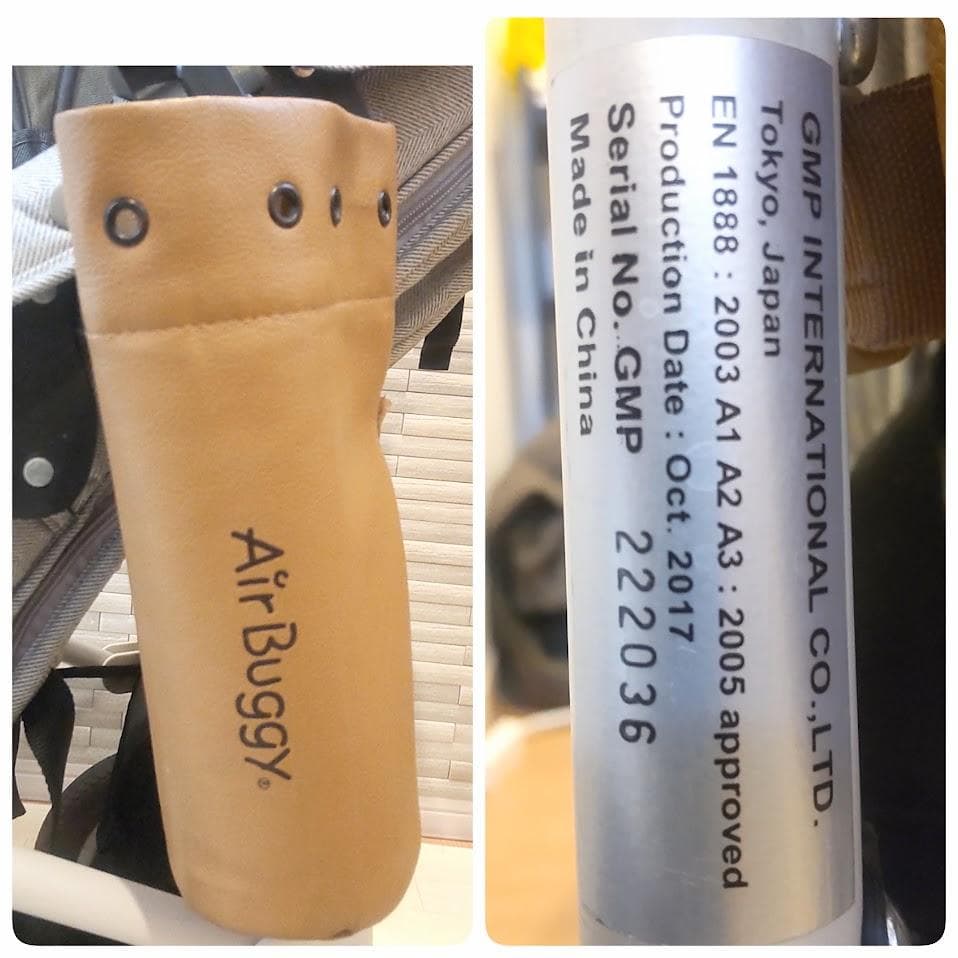 AirBuggy®
GMP INTERNATIONAL CO.,LTD.
Tokyo, Japan
EN 1888 : 2003 A1 A2 A3 : 2005 approved
Production Date : Oct. 2017
Serial No. GMP 222036
Made in China